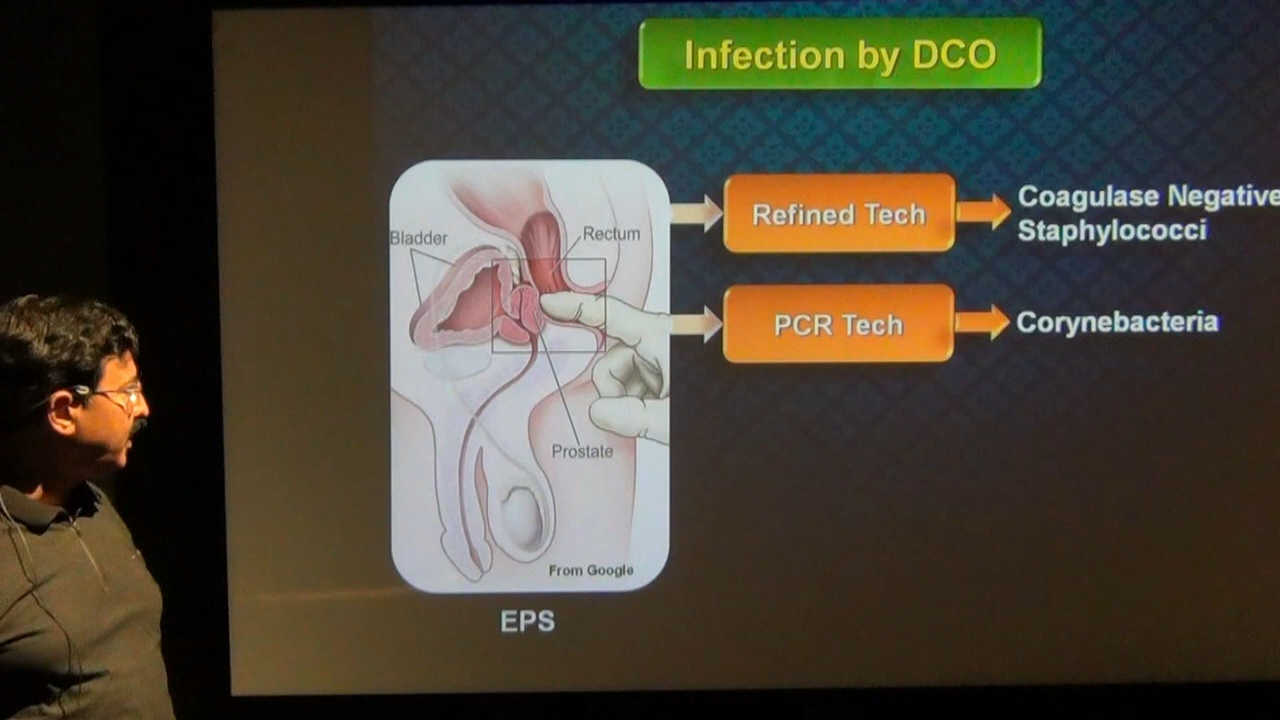 Infection by DCO
Bladder
Rectum
Prostate
From Google
EPS
Refined Tech
Coagulase Negative
Staphylococci
PCR Tech
Corynebacteria